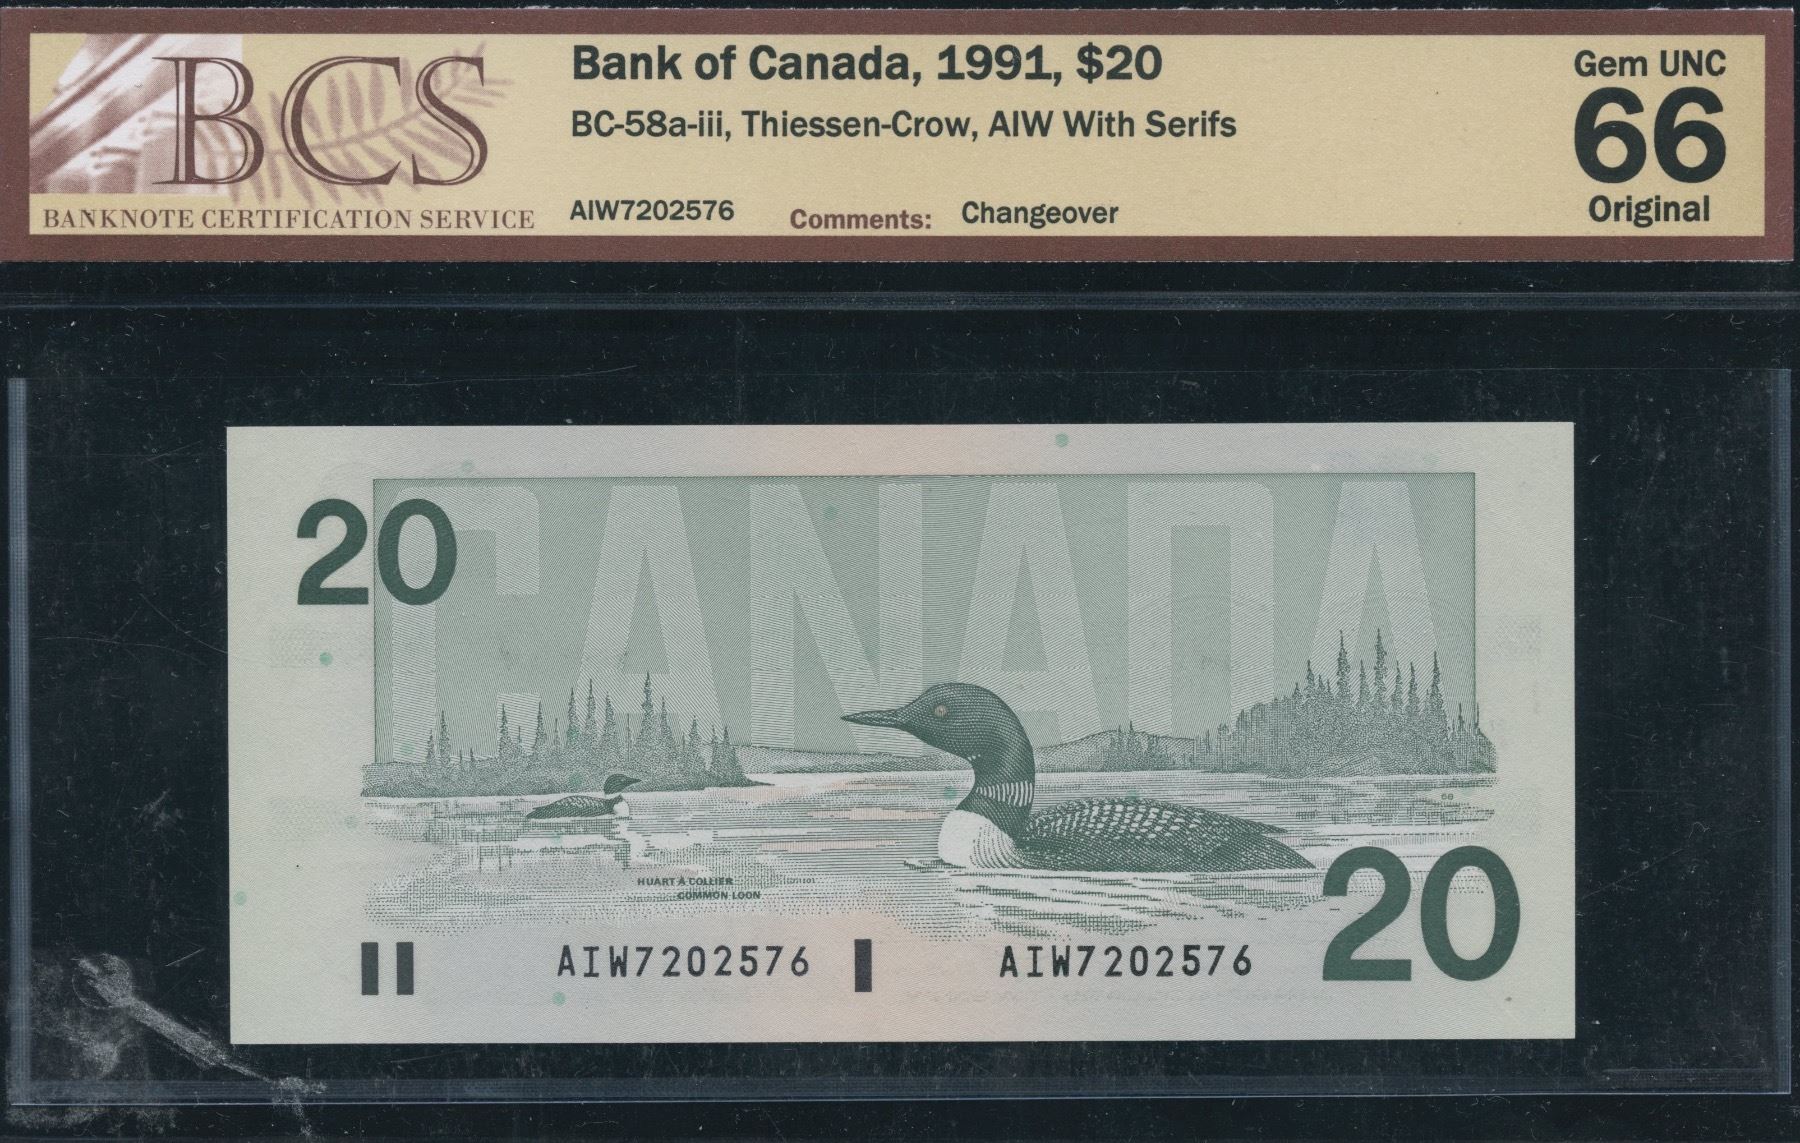 BCS
BANKNOTE CERTIFICATION SERVICE
Bank of Canada, 1991, $20
BC-58a-iii, Thiessen-Crow, AIW With Serifs
AIW7202576
Comments: Changeover
Gem UNC
66
Original
CANADA
20
68
HUART À COLLIER
COMMON LOON
20
AIW7202576
AIW7202576